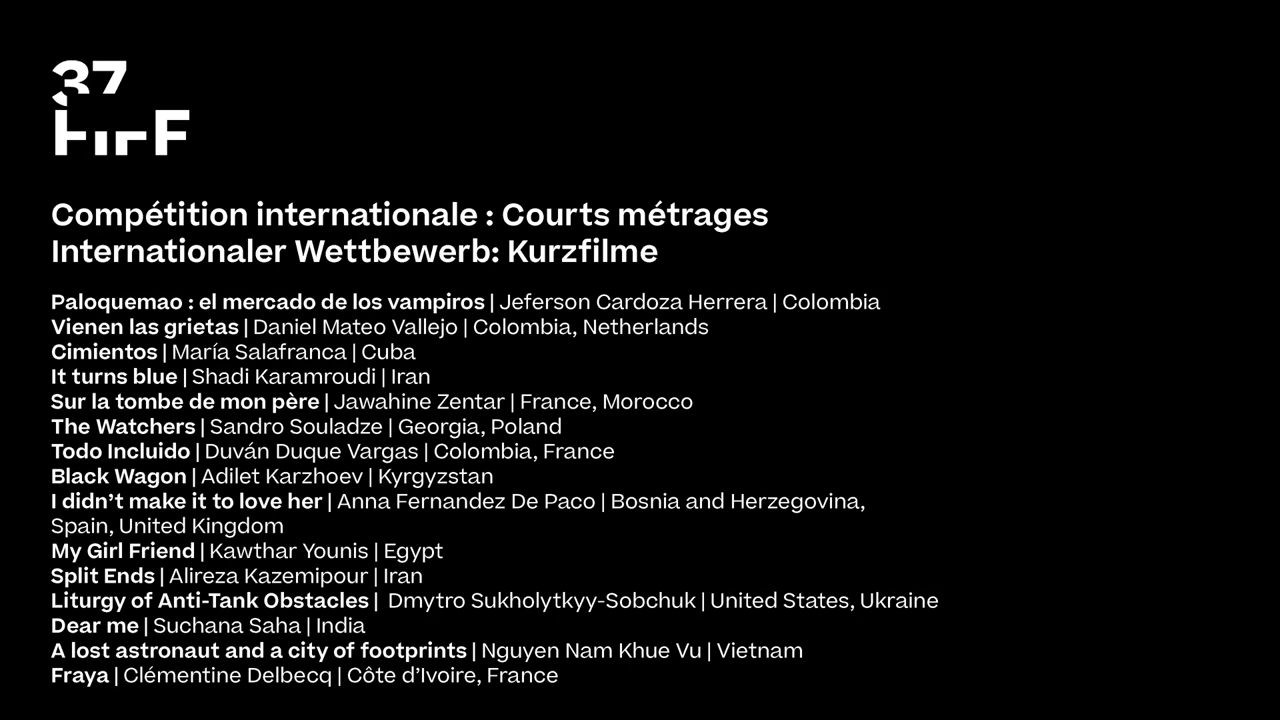 37
FIFF
Compétition internationale : Courts métrages
Internationaler Wettbewerb: Kurzfilme
Paloquemao : el mercado de los vampiros | Jeferson Cardoza Herrera | Colombia
Vienen las grietas | Daniel Mateo Vallejo | Colombia, Netherlands
Cimientos | María Salafranca | Cuba
It turns blue | Shadi Karamroudi | Iran
Sur la tombe de mon père | Jawahine Zentar | France, Morocco
The Watchers | Sandro Souladze | Georgia, Poland
Todo Incluido | Duván Duque Vargas | Colombia, France
Black Wagon | Adilet Karzhoev | Kyrgyzstan
I didn’t make it to love her | Anna Fernandez De Paco | Bosnia and Herzegovina,
Spain, United Kingdom
My Girl Friend | Kawthar Younis | Egypt
Split Ends | Alireza Kazemipour | Iran
Liturgy of Anti-Tank Obstacles | Dmytro Sukholytkyy-Sobchuk | United States, Ukraine
Dear me | Suchana Saha | India
A lost astronaut and a city of footprints | Nguyen Nam Khue Vu | Vietnam
Fraya | Clémentine Delbecq | Côte d’Ivoire, France